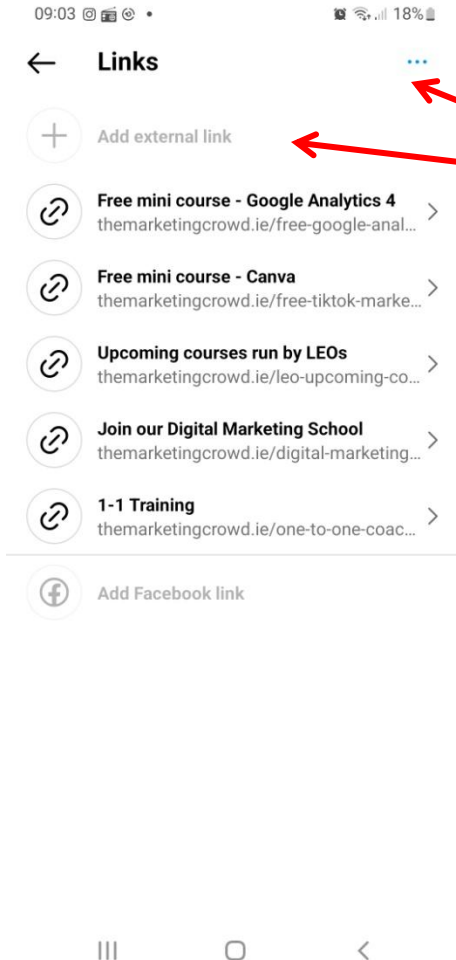 09:03
18%
Links
Add external link
Free mini course - Google Analytics 4
themarketingcrowd.ie/free-google-anal...
Free mini course - Canva
themarketingcrowd.ie/free-tiktok-marke...
Upcoming courses run by LEOs
themarketingcrowd.ie/leo-upcoming-co...
Join our Digital Marketing School
themarketingcrowd.ie/digital-marketing...
1-1 Training
themarketingcrowd.ie/one-to-one-coac...
Add Facebook link